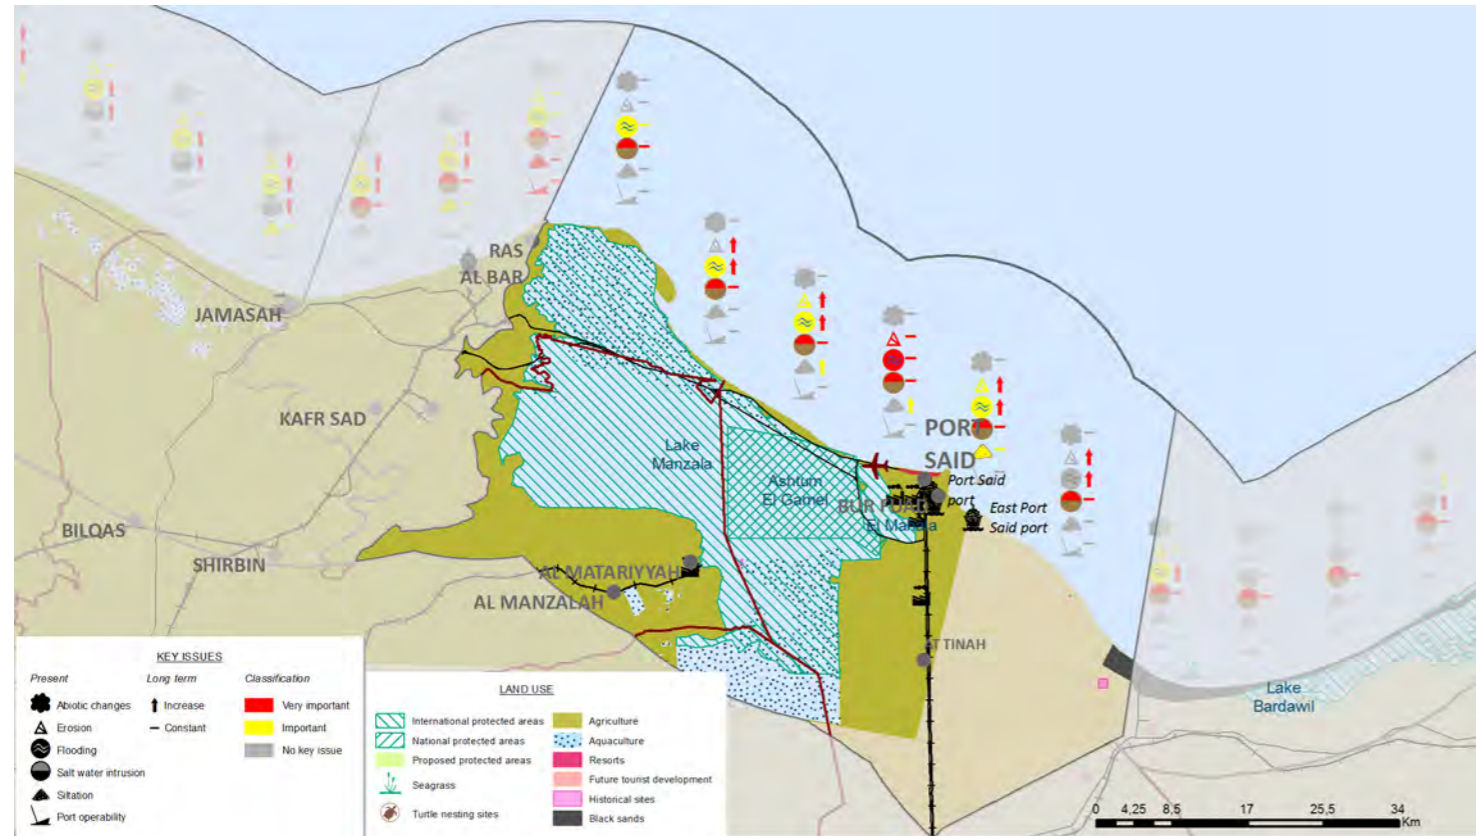 RAS
AL BAR
JAMASAH
KAFR SAD
Lake
Manzala
PORT
SAID
Ashtum
El Gamel
Port Said
port
BUR FUAD
El Manzla
East Port
Said port
BILQAS
SHIRBIN
AL MATARIYYAH
AL MANZALAH
AT TINAH
Lake
Bardawil
KEY ISSUES
Present
Long term
Classification
Abiotic changes
Increase
Very important
Erosion
Constant
Important
Flooding
No key issue
Salt water intrusion
Siltation
Port operability
LAND USE
International protected areas
Agriculture
National protected areas
Aquaculture
Proposed protected areas
Resorts
Seagrass
Future tourist development
Historical sites
Turtle nesting sites
Black sands
0 4,25 8,5 17 25,5 34
Km